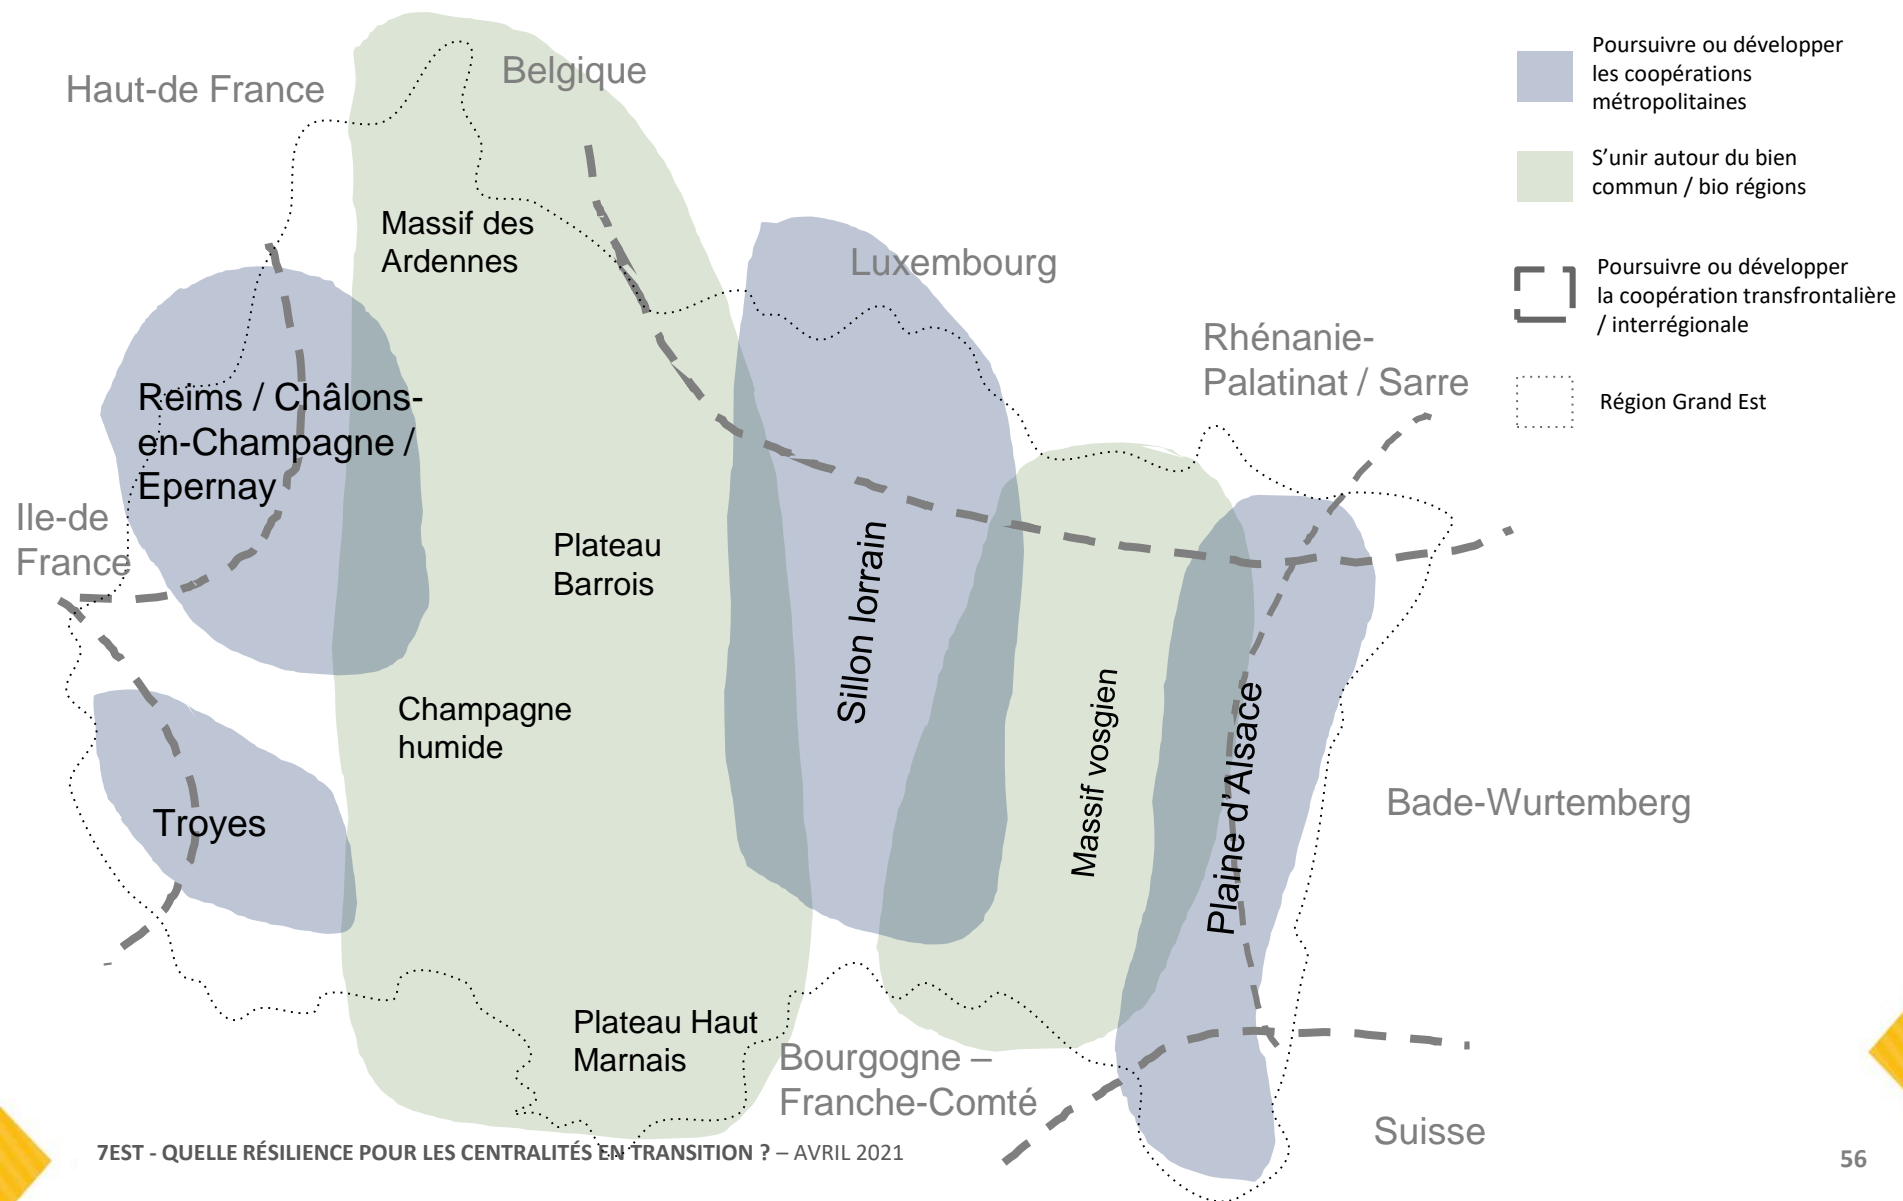 Haut-de France
Belgique
Massif des
Ardennes
Luxembourg
Rhénanie-
Palatinat / Sarre
Reims / Châlons-
en-Champagne /
Epernay
Ile-de
France
Plateau
Barrois
Sillon lorrain
Champagne
humide
Massif vosgien
Plaine d'Alsace
Troyes
Bade-Wurtemberg
Plateau Haut
Marnais
Bourgogne –
Franche-Comté
Suisse
Poursuivre ou développer
les coopérations
métropolitaines
S'unir autour du bien
commun / bio régions
Poursuivre ou développer
la coopération transfrontalière
/ interrégionale
Région Grand Est
7EST - QUELLE RÉSILIENCE POUR LES CENTRALITÉS EN TRANSITION ? – AVRIL 2021
56